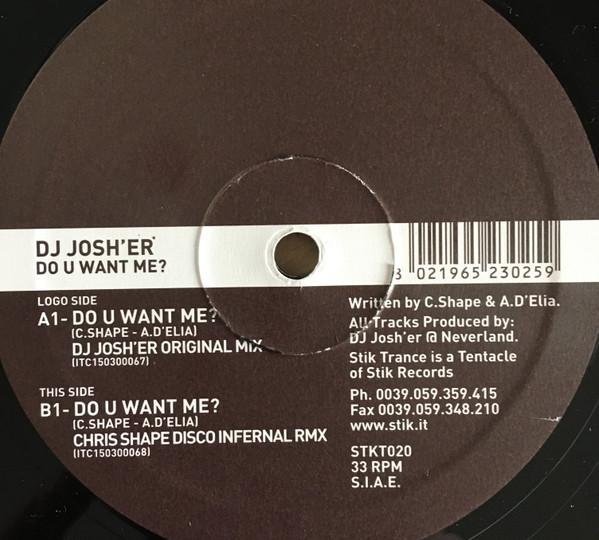 DJ JOSH'ER
DO U WANT ME?
8 021965 230259
LOGO SIDE
A1- DO U WANT ME?
(C.SHAPE - A.D'ELIA)
DJ JOSH'ER ORIGINAL MIX
(ITC150300067)
THIS SIDE
B1- DO U WANT ME?
(C.SHAPE - A.D'ELIA)
CHRIS SHAPE DISCO INFERNAL RMX
(ITC150300068)
Written by C.Shape & A.D'Elia.
All Tracks Produced by:
DJ Josh'er @ Neverland.
Stik Trance is a Tentacle
of Stik Records
Ph. 0039.059.359.415
Fax 0039.059.348.210
www.stik.it
STKT020
33 RPM
S.I.A.E.